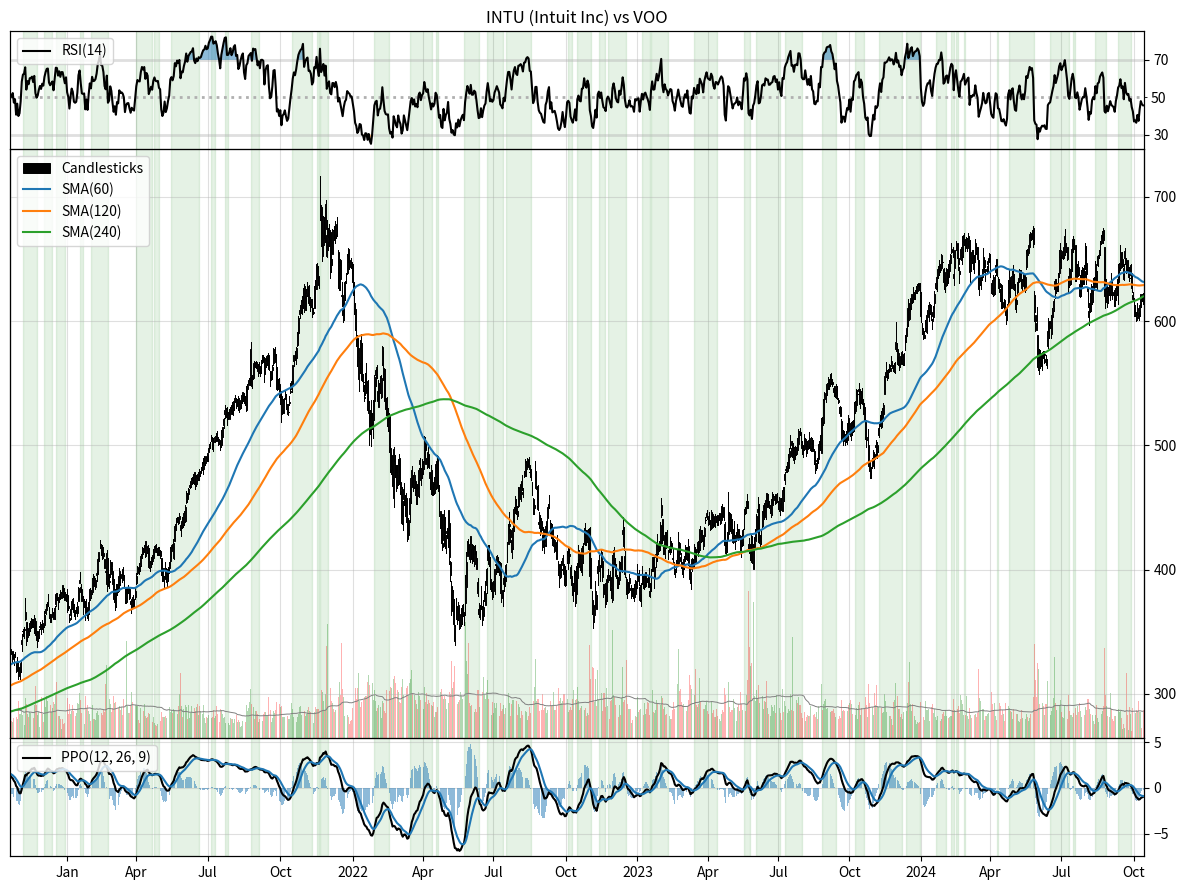 INTU (Intuit Inc) vs VOO
RSI(14)
70
50
30
Candlesticks
SMA(60)
SMA(120)
SMA(240)
700
600
500
400
300
PPO(12, 26, 9)
5
0
−5
Jan Apr Jul Oct 2022 Apr Jul Oct 2023 Apr Jul Oct 2024 Apr Jul Oct